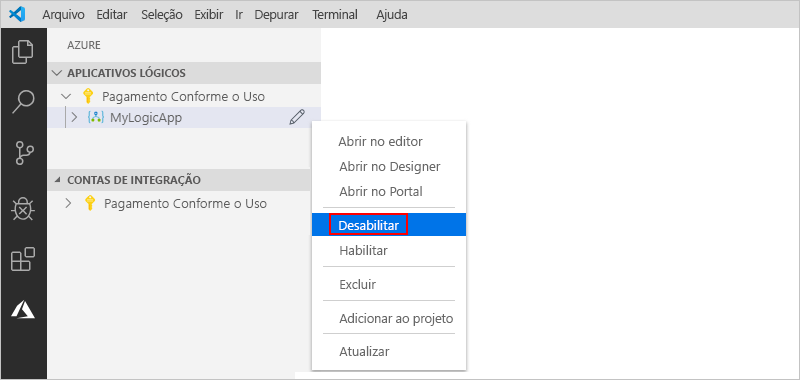 Arquivo Editar Seleção Exibir Ir Depurar Terminal Ajuda
AZURE
APLICATIVOS LÓGICOS
Pagamento Conforme o Uso
MyLogicApp
CONTAS DE INTEGRAÇÃO
Pagamento Conforme o Uso
Abrir no editor
Abrir no Designer
Abrir no Portal
Desabilitar
Habilitar
Excluir
Adicionar ao projeto
Atualizar